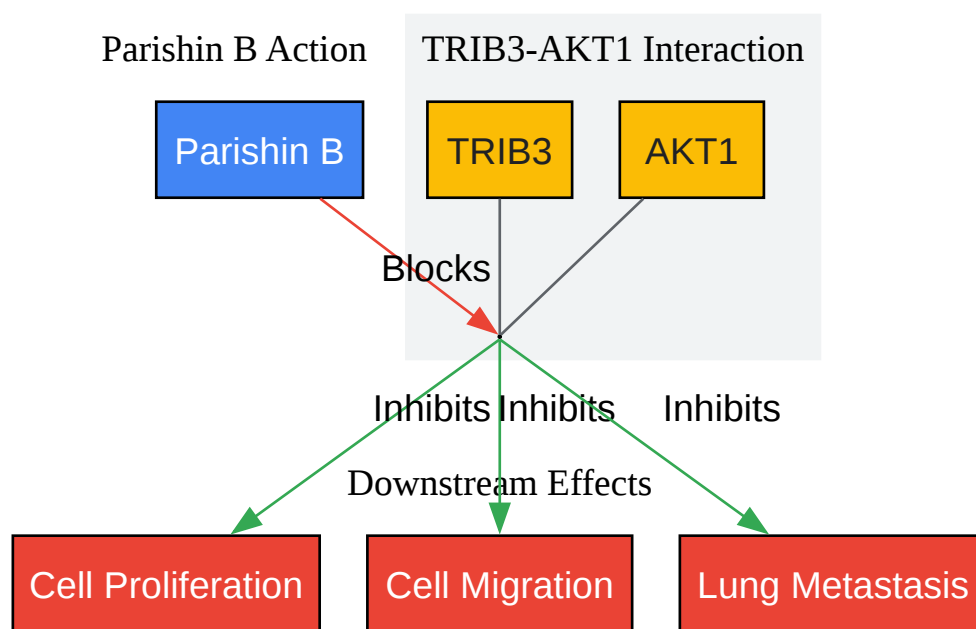 Parishin B Action
TRIB3-AKT1 Interaction
Parishin B
TRIB3
AKT1
Blocks
Inhibits
Inhibits
Inhibits
Downstream Effects
Cell Proliferation
Cell Migration
Lung Metastasis